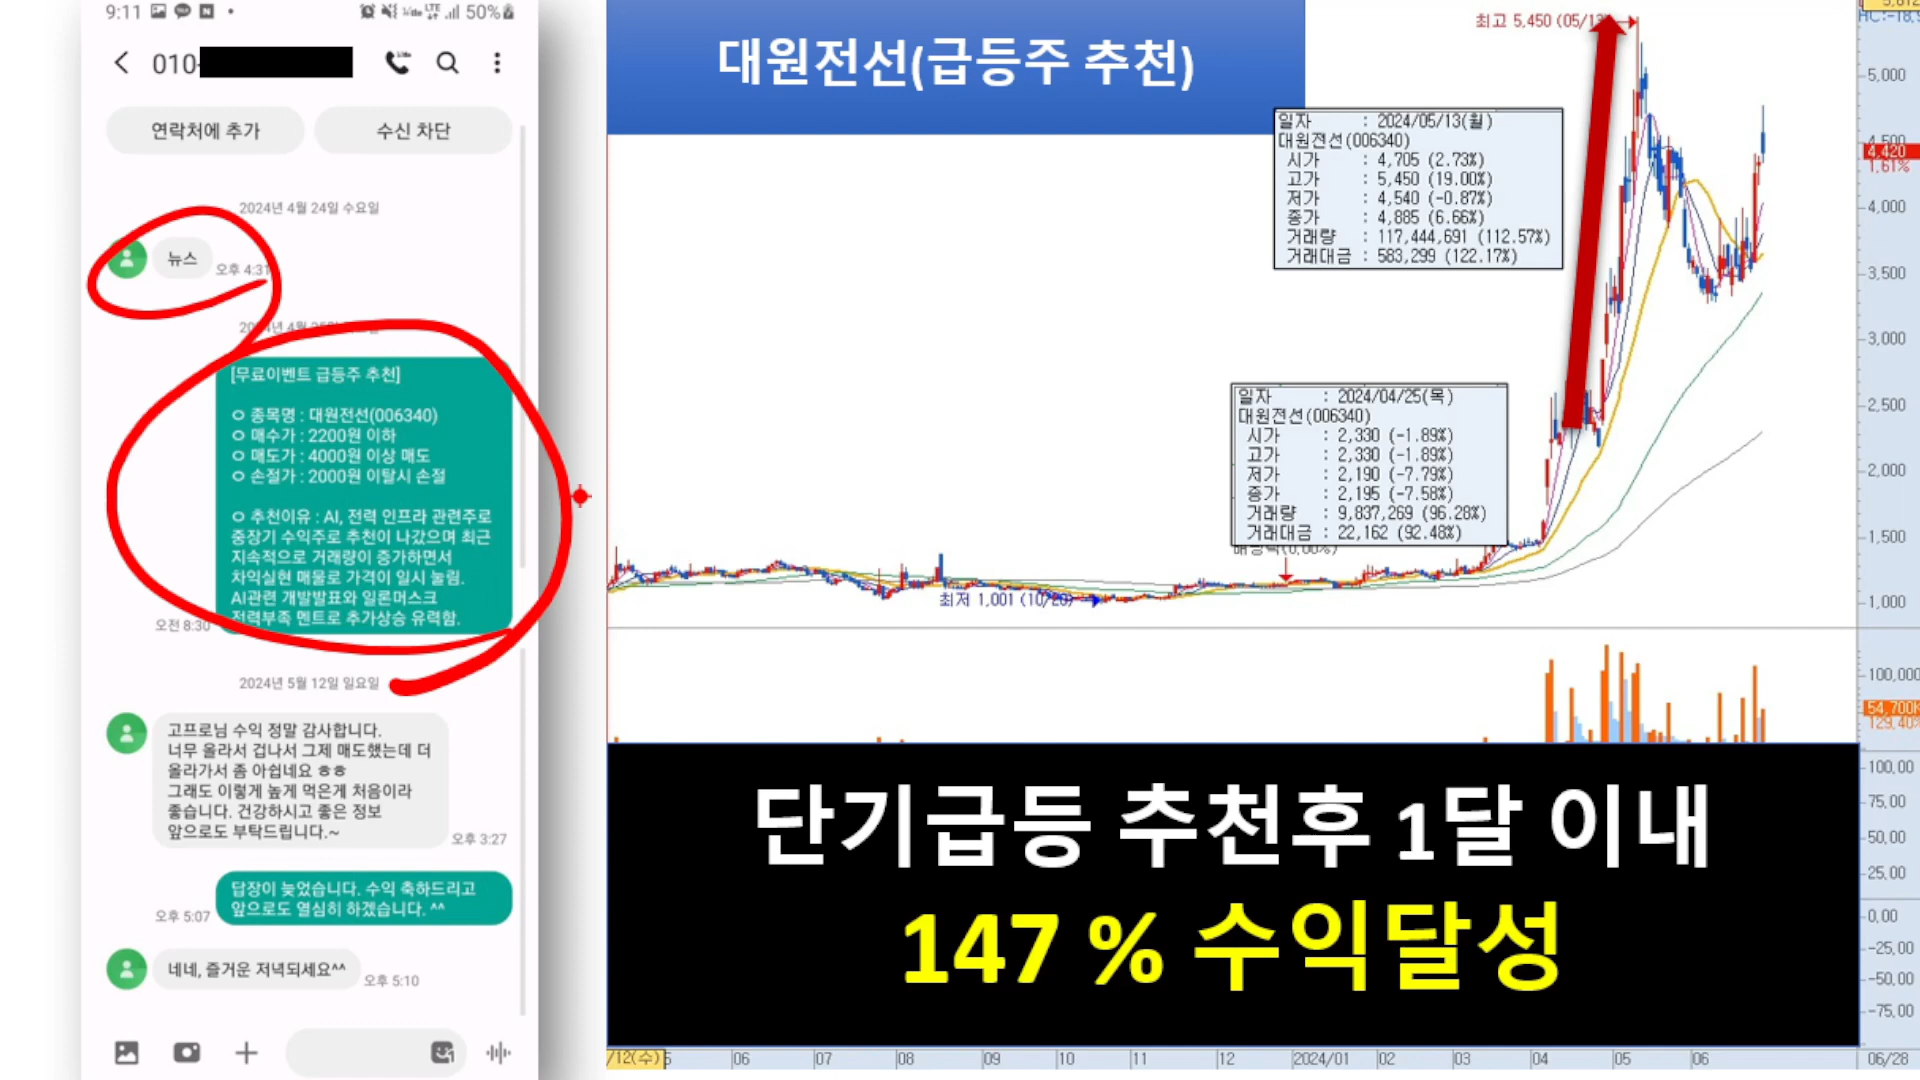 9:11
50%
010-
연락처에 추가
수신 차단
2024년 4월 24일 수요일
뉴스
오후 4:31
[무료이벤트 급등주 추천]
ㅇ 종목명 : 대원전선(006340)
ㅇ 매수가 : 2200원 이하
ㅇ 매도가 : 4000원 이상 매도
ㅇ 손절가 : 2000원 이탈시 손절
ㅇ 추천이유 : AI, 전력 인프라 관련주로
중장기 수익주로 추천이 나갔으며 최근
지속적으로 거래량이 증가하면서
차익실현 매물로 가격이 일시 눌림.
AI관련 개발발표와 일론머스크
전력부족 멘트로 추가상승 유력함.
오전 8:30
2024년 5월 12일 일요일
고프로님 수익 정말 감사합니다.
너무 올라서 겁나서 그제 매도했는데 더
올라가서 좀 아쉽네요 ㅎㅎ
그래도 이렇게 높게 먹은게 처음이라
좋습니다. 건강하시고 좋은 정보
앞으로도 부탁드립니다.~
오후 3:27
답장이 늦었습니다. 수익 축하드리고
앞으로도 열심히 하겠습니다. ^^
오후 5:07
네네, 즐거운 저녁되세요^^
오후 5:10
대원전선(급등주 추천)
최고 5,450 (05/13)
일자 : 2024/05/13(월)
대원전선(006340)
시가 : 4,705 (2.73%)
고가 : 5,450 (19.00%)
저가 : 4,540 (-0.87%)
종가 : 4,885 (6.66%)
거래량 : 117,444,691 (112.57%)
거래대금 : 583,299 (122.17%)
일자 : 2024/04/25(목)
대원전선(006340)
시가 : 2,330 (-1.89%)
고가 : 2,330 (-1.89%)
저가 : 2,190 (-7.79%)
종가 : 2,195 (-7.58%)
거래량 : 9,837,269 (96.28%)
거래대금 : 22,162 (92.48%)
최저 1,001 (10/20)
5,000
4,500
4,420
1,61%
4,000
3,500
3,000
2,500
2,000
1,500
1,000
100,000
54,700K
129,40%
100,00
75,00
50,00
25,00
0,00
-25,00
-50,00
-75,00
단기급등 추천후 1달 이내
147 % 수익달성
/12(수) 5 06 07 08 09 10 11 12 2024/01 02 03 04 05 06 06/28